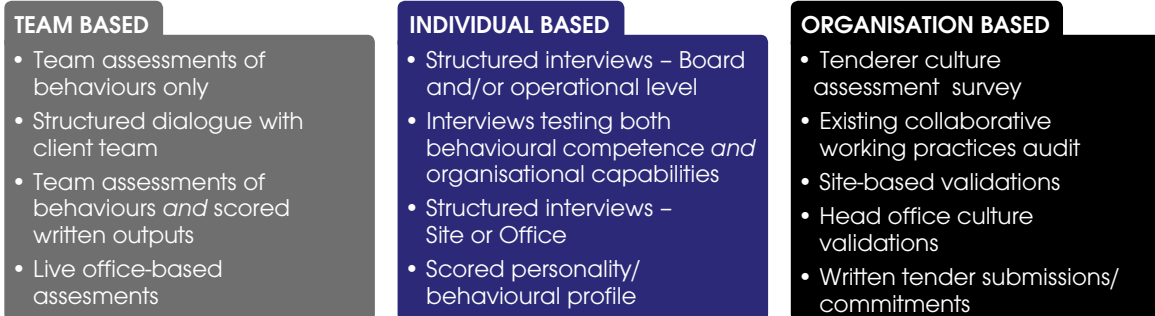 TEAM BASED
• Team assessments of
behaviours only
• Structured dialogue with
client team
• Team assessments of
behaviours and scored
written outputs
• Live office-based
assesments
INDIVIDUAL BASED
• Structured interviews – Board
and/or operational level
• Interviews testing both
behavioural competence and
organisational capabilities
• Structured interviews –
Site or Office
• Scored personality/
behavioural profile
ORGANISATION BASED
• Tenderer culture
assessment survey
• Existing collaborative
working practices audit
• Site-based validations
• Head office culture
validations
• Written tender submissions/
commitments